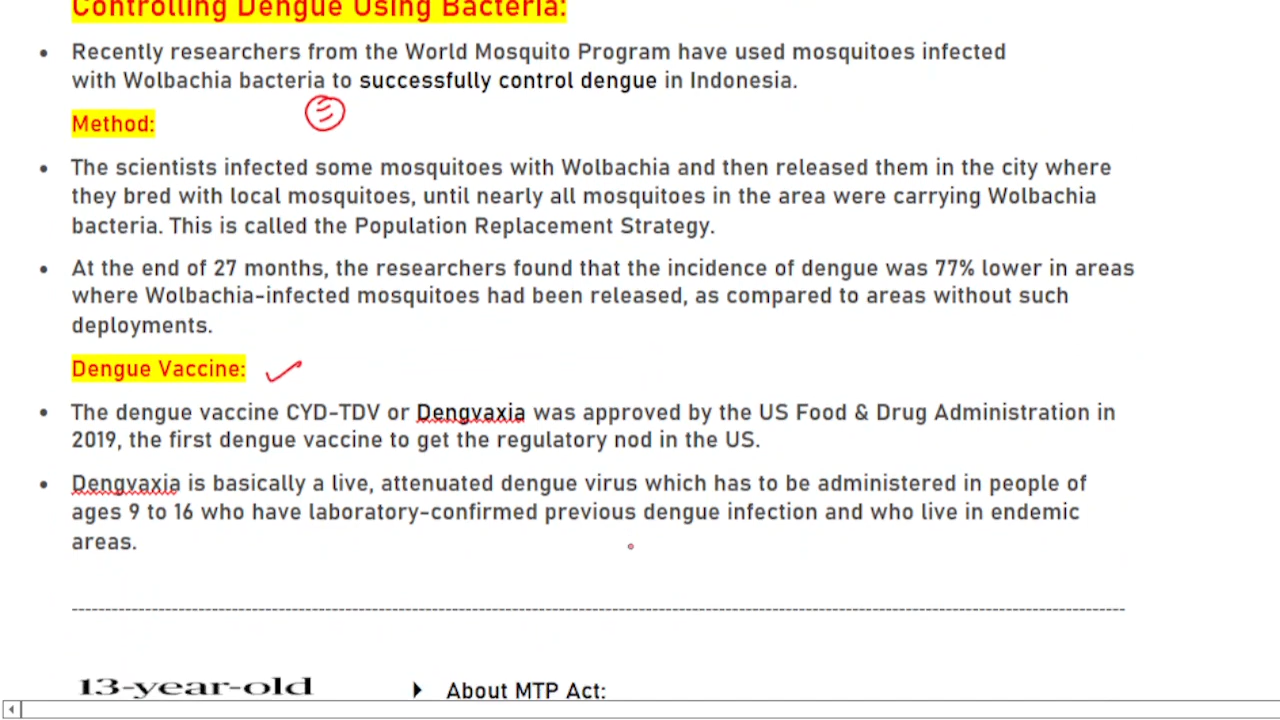 Controlling Dengue Using Bacteria:
• Recently researchers from the World Mosquito Program have used mosquitoes infected
with Wolbachia bacteria to successfully control dengue in Indonesia.
Method:
• The scientists infected some mosquitoes with Wolbachia and then released them in the city where
they bred with local mosquitoes, until nearly all mosquitoes in the area were carrying Wolbachia
bacteria. This is called the Population Replacement Strategy.
• At the end of 27 months, the researchers found that the incidence of dengue was 77% lower in areas
where Wolbachia-infected mosquitoes had been released, as compared to areas without such
deployments.
Dengue Vaccine:
• The dengue vaccine CYD-TDV or Dengvaxia was approved by the US Food & Drug Administration in
2019, the first dengue vaccine to get the regulatory nod in the US.
• Dengvaxia is basically a live, attenuated dengue virus which has to be administered in people of
ages 9 to 16 who have laboratory-confirmed previous dengue infection and who live in endemic
areas.
13-year-old
About MTP Act: